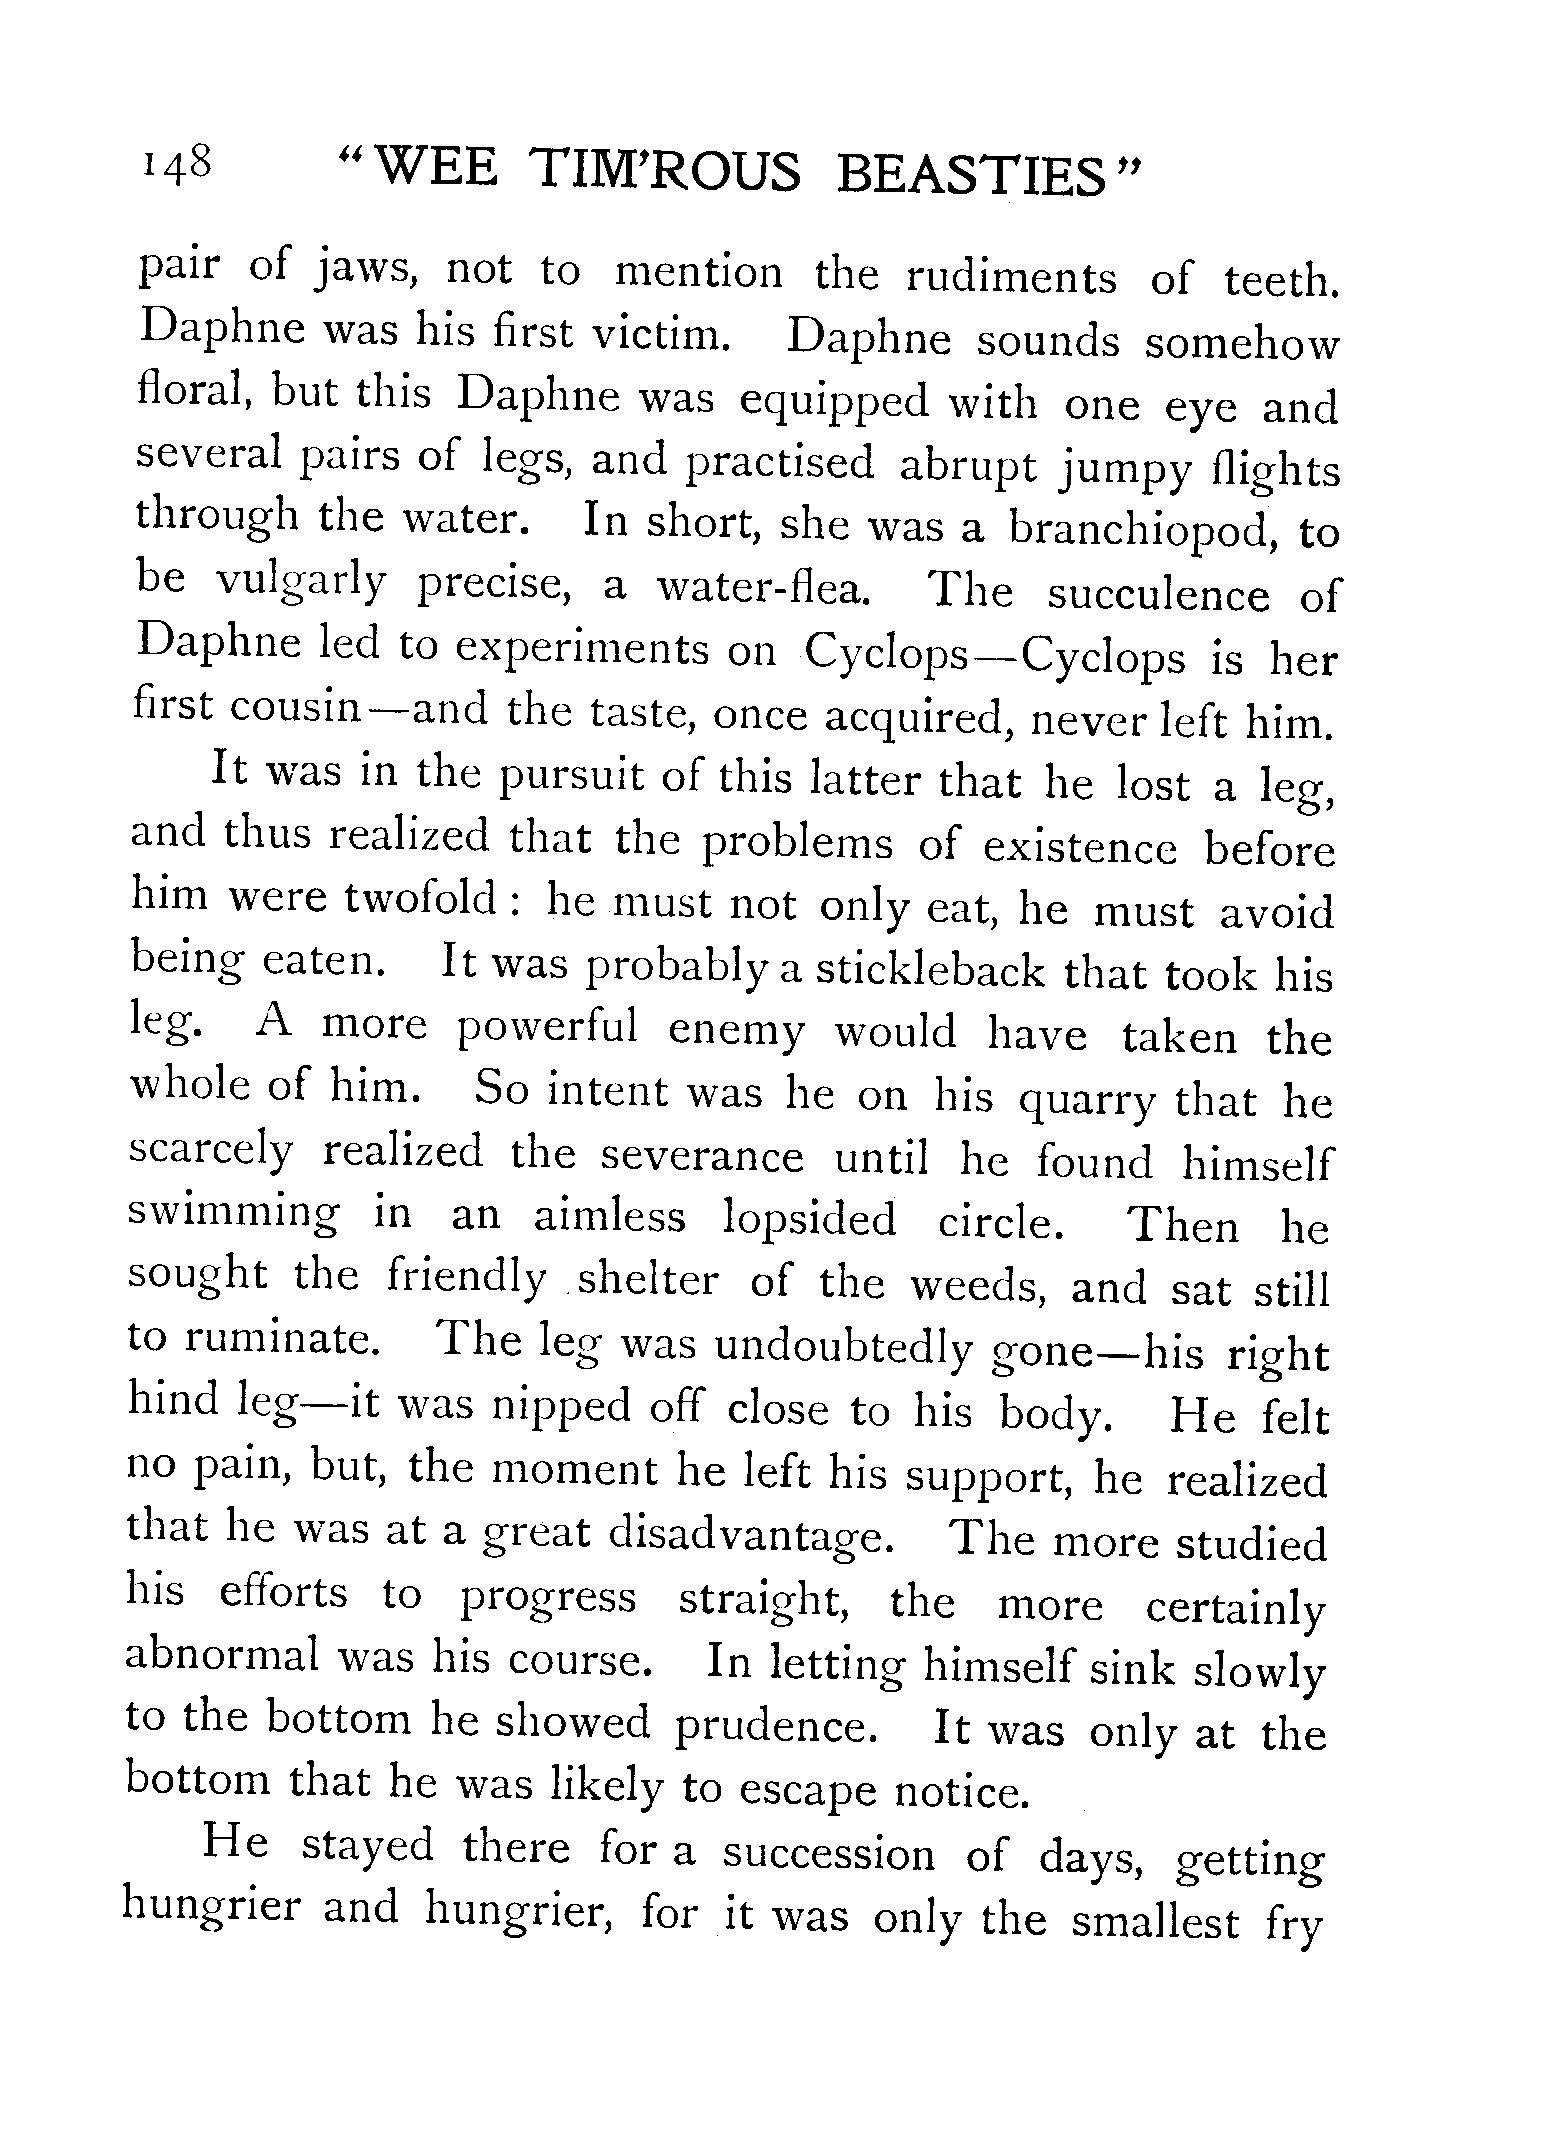 148 "WEE TIM'ROUS BEASTIES"
pair of jaws, not to mention the rudiments of teeth.
Daphne was his first victim. Daphne sounds somehow
floral, but this Daphne was equipped with one eye and
several pairs of legs, and practised abrupt jumpy flights
through the water. In short, she was a branchiopod, to
be vulgarly precise, a water-flea. The succulence of
Daphne led to experiments on Cyclops—Cyclops is her
first cousin—and the taste, once acquired, never left him.
It was in the pursuit of this latter that he lost a leg,
and thus realized that the problems of existence before
him were twofold : he must not only eat, he must avoid
being eaten. It was probably a stickleback that took his
leg. A more powerful enemy would have taken the
whole of him. So intent was he on his quarry that he
scarcely realized the severance until he found himself
swimming in an aimless lopsided circle. Then he
sought the friendly shelter of the weeds, and sat still
to ruminate. The leg was undoubtedly gone—his right
hind leg—it was nipped off close to his body. He felt
no pain, but, the moment he left his support, he realized
that he was at a great disadvantage. The more studied
his efforts to progress straight, the more certainly
abnormal was his course. In letting himself sink slowly
to the bottom he showed prudence. It was only at the
bottom that he was likely to escape notice.
He stayed there for a succession of days, getting
hungrier and hungrier, for it was only the smallest fry